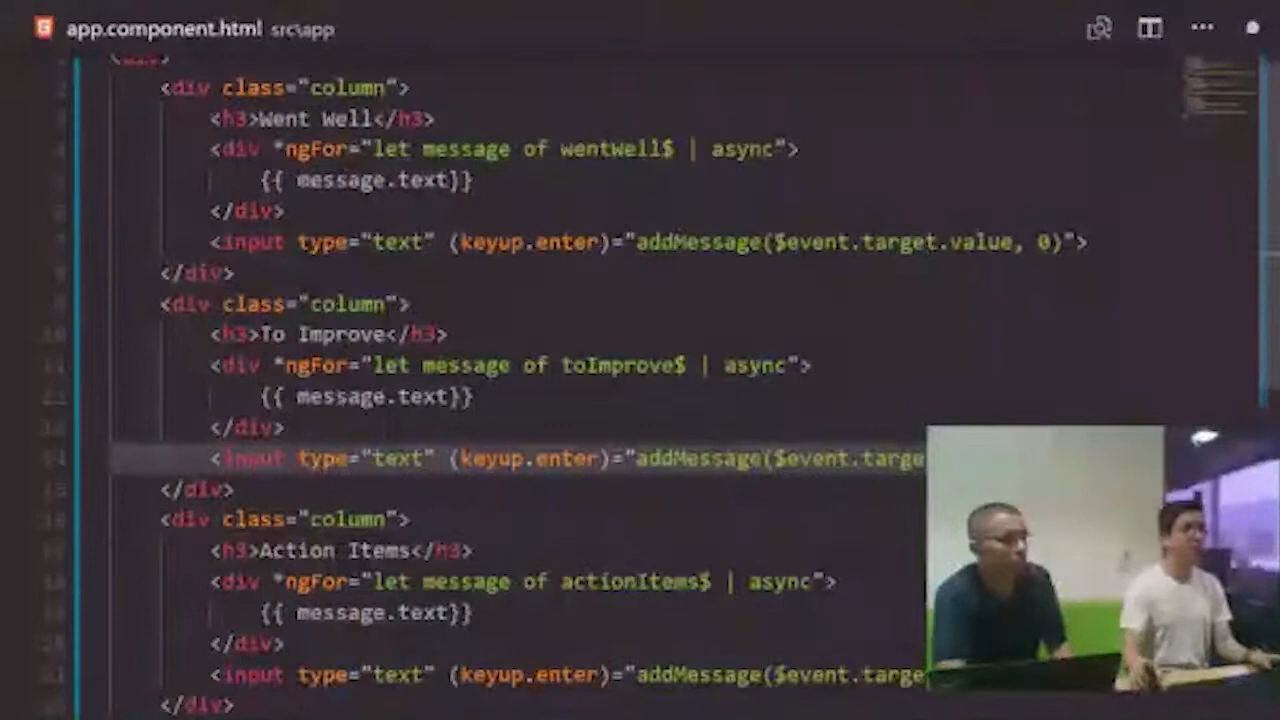 app.component.html src\app
<div>
<div class="column">
<h3>Went Well</h3>
<div *ngFor="let message of wentWell$ | async">
{{ message.text}}
</div>
<input type="text" (keyup.enter)="addMessage($event.target.value, 0)">
</div>
<div class="column">
<h3>To Improve</h3>
<div *ngFor="let message of toImprove$ | async">
{{ message.text}}
</div>
<input type="text" (keyup.enter)="addMessage($event.targe
</div>
<div class="column">
<h3>Action Items</h3>
<div *ngFor="let message of actionItems$ | async">
{{ message.text}}
</div>
<input type="text" (keyup.enter)="addMessage($event.targe
</div>